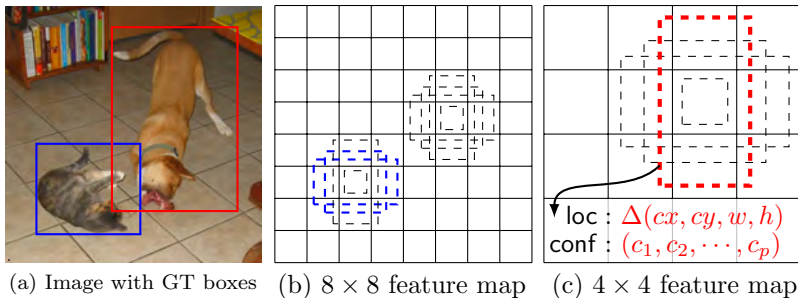 loc : Δ(cx, cy, w, h)
conf : (c₁, c₂, ⋯, cₚ)
(a) Image with GT boxes
(b) 8 × 8 feature map
(c) 4 × 4 feature map